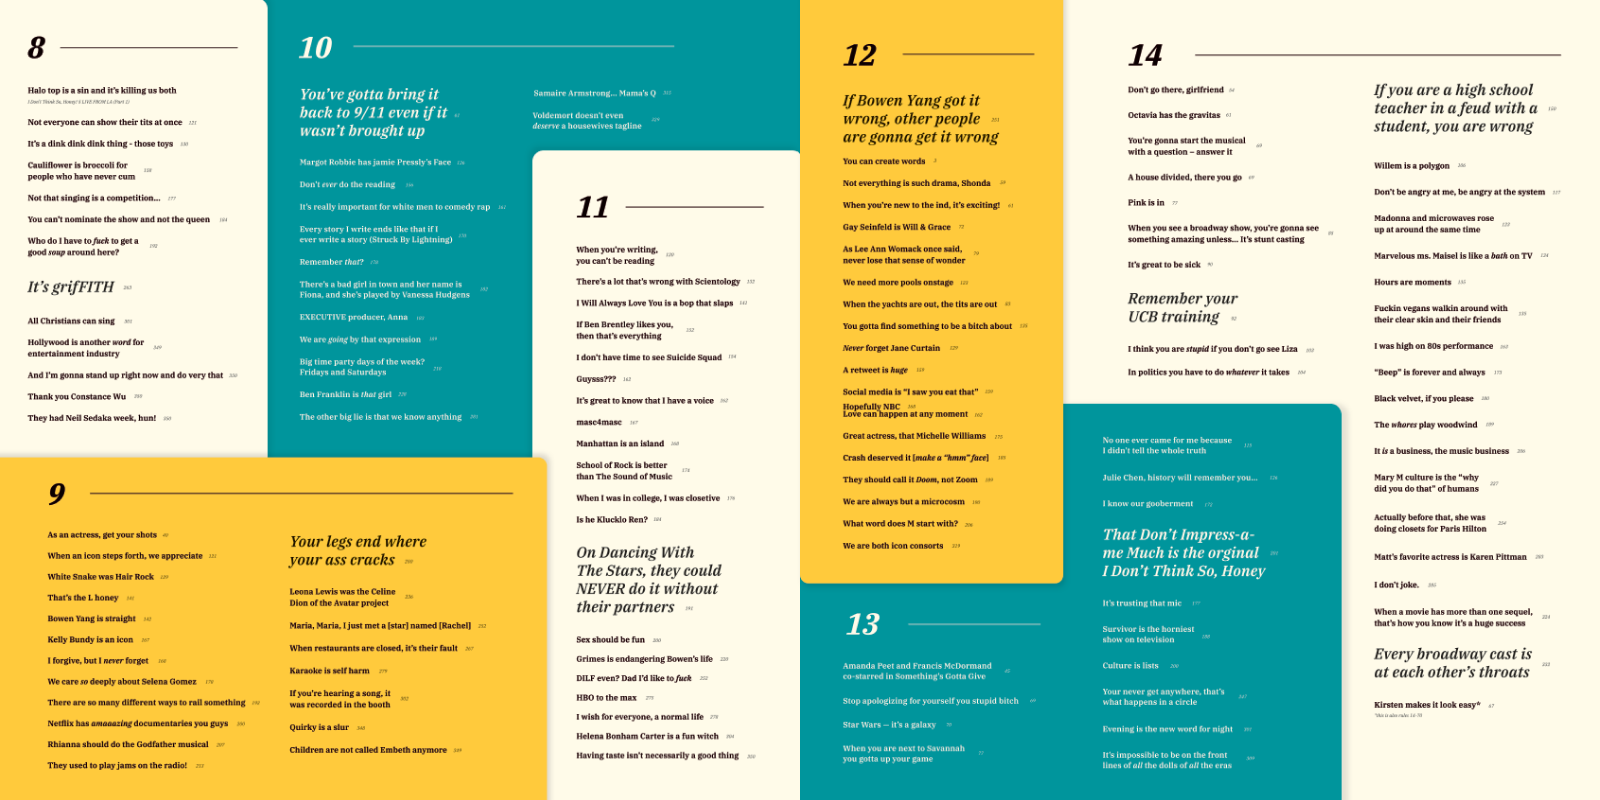 8
Halo top is a sin and it's killing us both
I Don't Think So, Honey! S LIVE FROM LA (Part 2)
Not everyone can show their tits at once 121
It's a dink dink dink thing - those toys
Cauliflower is broccoli for
people who have never cum
Not that singing is a competition... 177
You can't nominate the show and not the queen 184
Who do I have to fuck to get a
good soap around here? 192
It's grifFITH
All Christians can sing
Hollywood is another word for
entertainment industry
And I'm gonna stand up right now and do very that
Thank you Constance Wu
They had Neil Sedaka week, hun!
9
As an actress, get your shots
When an icon steps forth, we appreciate
White Snake was Hair Rock
That's the L honey
Bowen Yang is straight
Kelly Bundy is an icon
I forgive, but I never forget
We care so deeply about Selena Gomez
There are so many different ways to rail something
Netflix has amaaazing documentaries you guys
Rhianna should do the Godfather musical
They used to play jams on the radio!
Your legs end where
your ass cracks
Leona Lewis was the Celine
Dion of the Avatar project
Maria, Maria, I just met a [star] named [Rachel]
When restaurants are closed, it's their fault
Karaoke is self harm
If you're hearing a song, it
was recorded in the booth
Quirky is a slur
Children are not called Embeth anymore
10
You've gotta bring it
back to 9/11 even if it
wasn't brought up
Margot Robbie has jamie Pressly's Face
Don't ever do the reading
It's really important for white men to comedy rap
Every story I write ends like that if I
ever write a story (Struck By Lightning)
Remember that?
There's a bad girl in town and her name is
Fiona, and she's played by Vanessa Hudgens
EXECUTIVE producer, Anna
We are going by that expression
Big time party days of the week?
Fridays and Saturdays
Ben Franklin is that girl
The other big lie is that we know anything
Samaire Armstrong... Mama's Q
Voldemort doesn't even
deserve a housewives tagline
11
When you're writing,
you can't be reading
There's a lot that's wrong with Scientology
I Will Always Love You is a bop that slaps
If Ben Brentley likes you,
then that's everything
I don't have time to see Suicide Squad
Guysss???
It's great to know that I have a voice
masc4masc
Manhattan is an island
School of Rock is better
than The Sound of Music
When I was in college, I was closetive
Is he Klucklo Ren?
On Dancing With
The Stars, they could
NEVER do it without
their partners
Sex should be fun
Grimes is endangering Bowen's life
DILF even? Dad I'd like to fuck
HBO to the max
I wish for everyone, a normal life
Helena Bonham Carter is a fun witch
Having taste isn't necessarily a good thing
12
If Bowen Yang got it
wrong, other people
are gonna get it wrong
You can create words
Not everything is such drama, Shonda
When you're new to the ind, it's exciting!
Gay Seinfeld is Will & Grace
As Lee Ann Womack once said,
never lose that sense of wonder
We need more pools onstage
When the yachts are out, the tits are out
You gotta find something to be a bitch about
Never forget Jane Curtain
A retweet is huge
Social media is "I saw you eat that"
Hopefully NBC
Love can happen at any moment
Great actress, that Michelle Williams
Crash deserved it [make a "hmm" face]
They should call it Doom, not Zoom
We are always but a microcosm
What word does M start with?
We are both icon consorts
13
Amanda Peet and Francis McDormand
co-starred in Something's Gotta Give
Stop apologizing for yourself you stupid bitch
Star Wars — it's a galaxy
When you are next to Savannah
you gotta up your game
No one ever came for me because
I didn't tell the whole truth
Julie Chen, history will remember you...
I know our gooberment
That Don't Impress-a-
me Much is the orginal
I Don't Think So, Honey
It's trusting that mic
Survivor is the horniest
show on television
Culture is lists
Your never get anywhere, that's
what happens in a circle
Evening is the new word for night
It's impossible to be on the front
lines of all the dolls of all the eras
14
Don't go there, girlfriend
Octavia has the gravitas
You're gonna start the musical
with a question – answer it
A house divided, there you go
Pink is in
When you see a broadway show, you're gonna see
something amazing unless... It's stunt casting
It's great to be sick
Remember your
UCB training
I think you are stupid if you don't go see Liza
In politics you have to do whatever it takes
If you are a high school
teacher in a feud with a
student, you are wrong
Willem is a polygon
Don't be angry at me, be angry at the system
Madonna and microwaves rose
up at around the same time
Marvelous ms. Maisel is like a bath on TV
Hours are moments
Fuckin vegans walkin around with
their clear skin and their friends
I was high on 80s performance
"Beep" is forever and always
Black velvet, if you please
The whores play woodwind
It is a business, the music business
Mary M culture is the "why
did you do that" of humans
Actually before that, she was
doing closets for Paris Hilton
Matt's favorite actress is Karen Pittman
I don't joke.
When a movie has more than one sequel,
that's how you know it's a huge success
Every broadway cast is
at each other's throats
Kirsten makes it look easy*